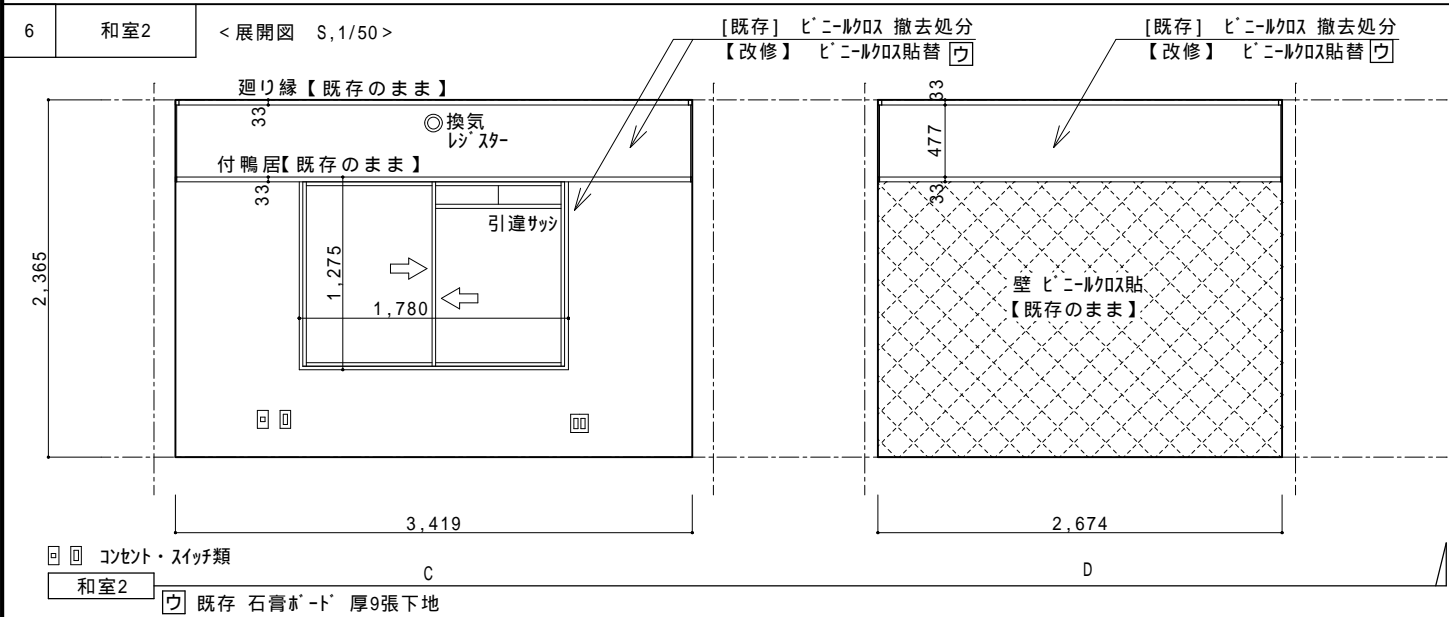 6 和室2 <展開図 S,1/50>
[既存] ﾋﾞﾆｰﾙｸﾛｽ 撤去処分
【改修】 ﾋﾞﾆｰﾙｸﾛｽ貼替 ウ
[既存] ﾋﾞﾆｰﾙｸﾛｽ 撤去処分
【改修】 ﾋﾞﾆｰﾙｸﾛｽ貼替 ウ
廻り縁【既存のまま】
33
◎換気
ﾚｼﾞｽﾀｰ
付鴨居【既存のまま】
33
引違ｻｯｼ
1,275
1,780
2,365
33
477
33
壁 ﾋﾞﾆｰﾙｸﾛｽ貼
【既存のまま】
3,419
2,674
ｺﾝｾﾝﾄ・ｽｲｯﾁ類
C
D
和室2
ウ 既存 石膏ﾎﾞｰﾄﾞ 厚9張下地